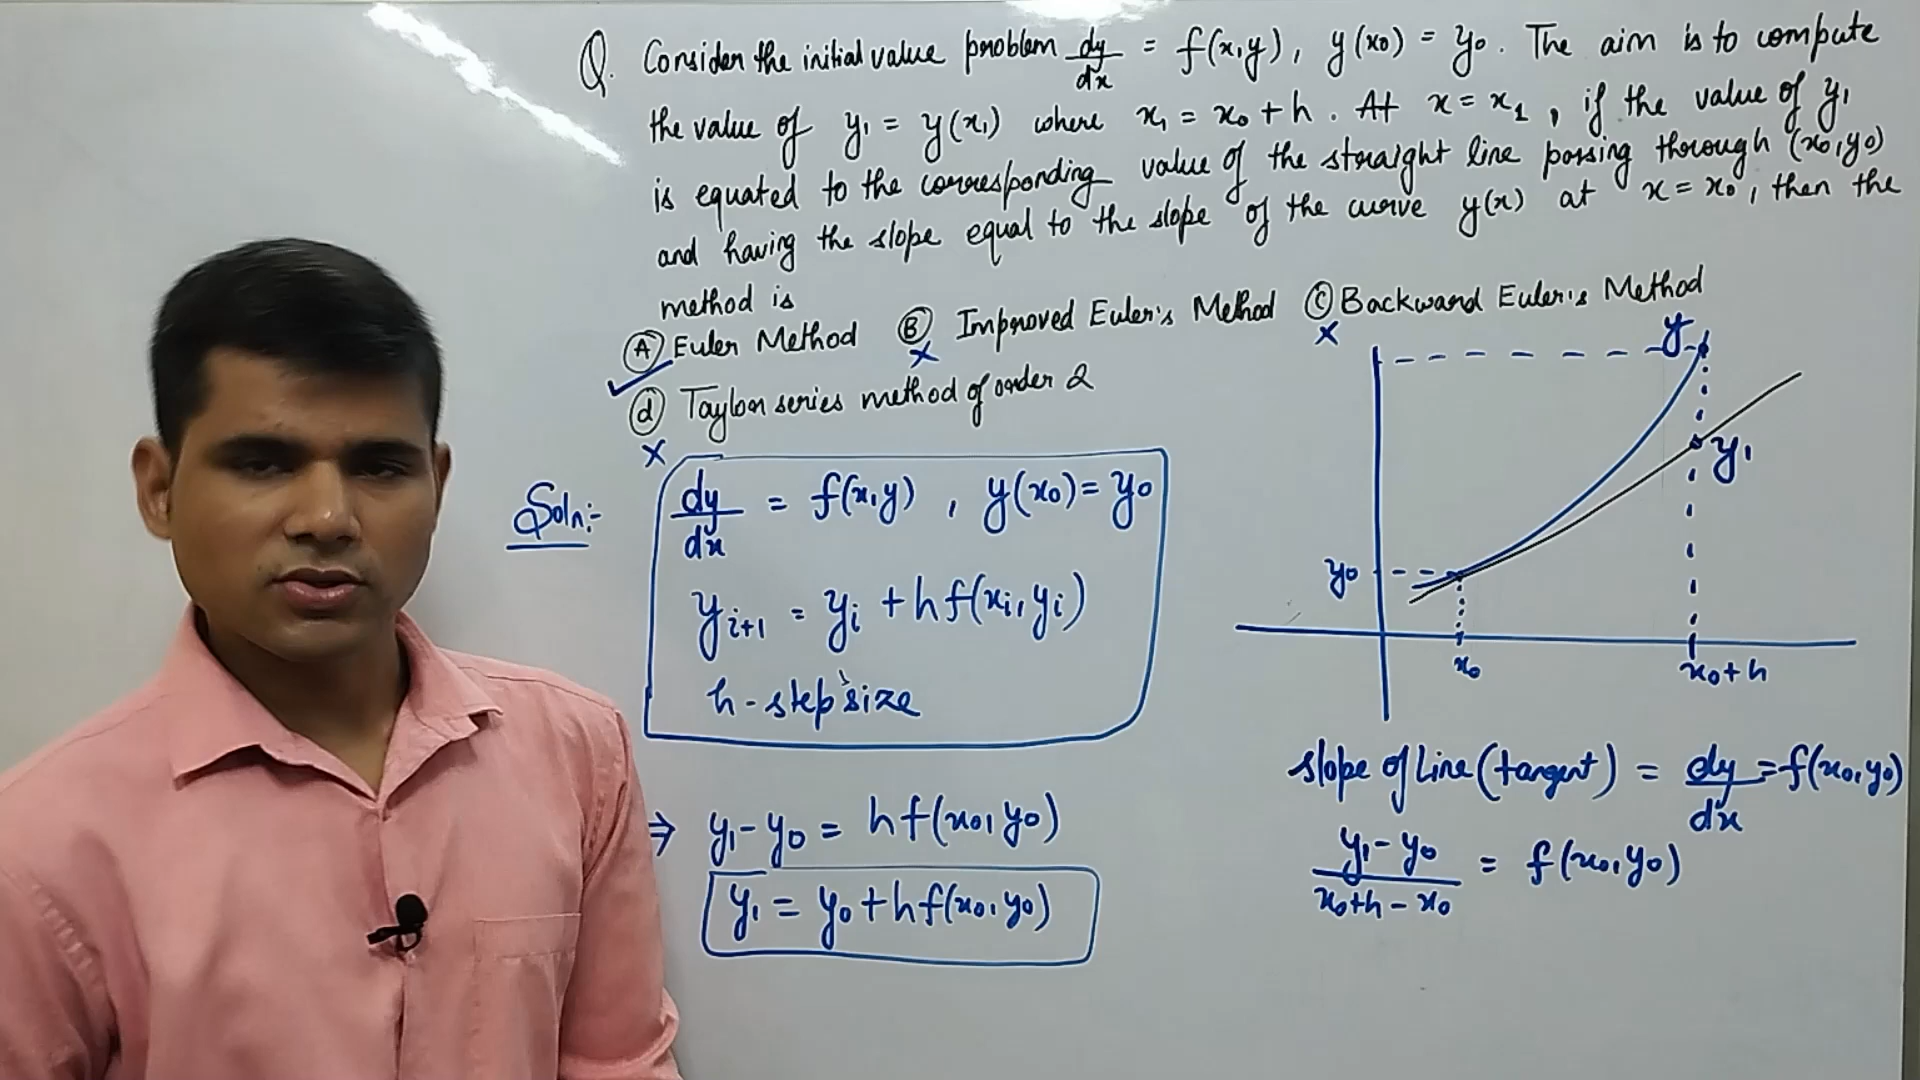 Q. Consider the initial value problem dy/dx = f(x,y), y(x0) = y0. The aim is to compute
the value of y1 = y(x1) where x1 = x0 + h. At x = x1, if the value of y1
is equated to the corresponding value of the straight line passing through (x0,y0)
and having the slope equal to the slope of the curve y(x) at x = x0, then the
method is
(A) Euler Method (B) Improved Euler's Method (C) Backward Euler's Method
(d) Taylor series method of order 2
Soln:-
dy/dx = f(x,y), y(x0) = y0
y_{i+1} = y_i + hf(x_i, y_i)
h - step size
⇒ y1 - y0 = hf(x0, y0)
y1 = y0 + hf(x0, y0)
y
y1
y0
x0
x0+h
slope of Line (tangent) = dy/dx = f(x0, y0)
y1 - y0 / x0+h - x0 = f(x0, y0)